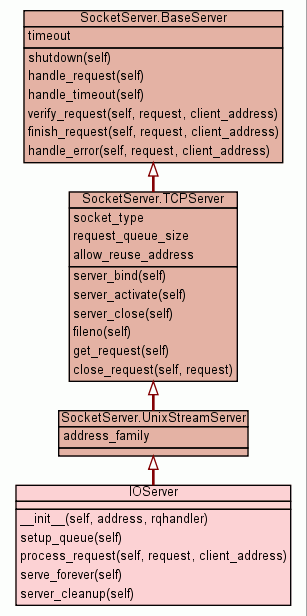 SocketServer.BaseServer
timeout
shutdown(self)
handle_request(self)
handle_timeout(self)
verify_request(self, request, client_address)
finish_request(self, request, client_address)
handle_error(self, request, client_address)
SocketServer.TCPServer
socket_type
request_queue_size
allow_reuse_address
server_bind(self)
server_activate(self)
server_close(self)
fileno(self)
get_request(self)
close_request(self, request)
SocketServer.UnixStreamServer
address_family
IOServer
__init__(self, address, rqhandler)
setup_queue(self)
process_request(self, request, client_address)
serve_forever(self)
server_cleanup(self)